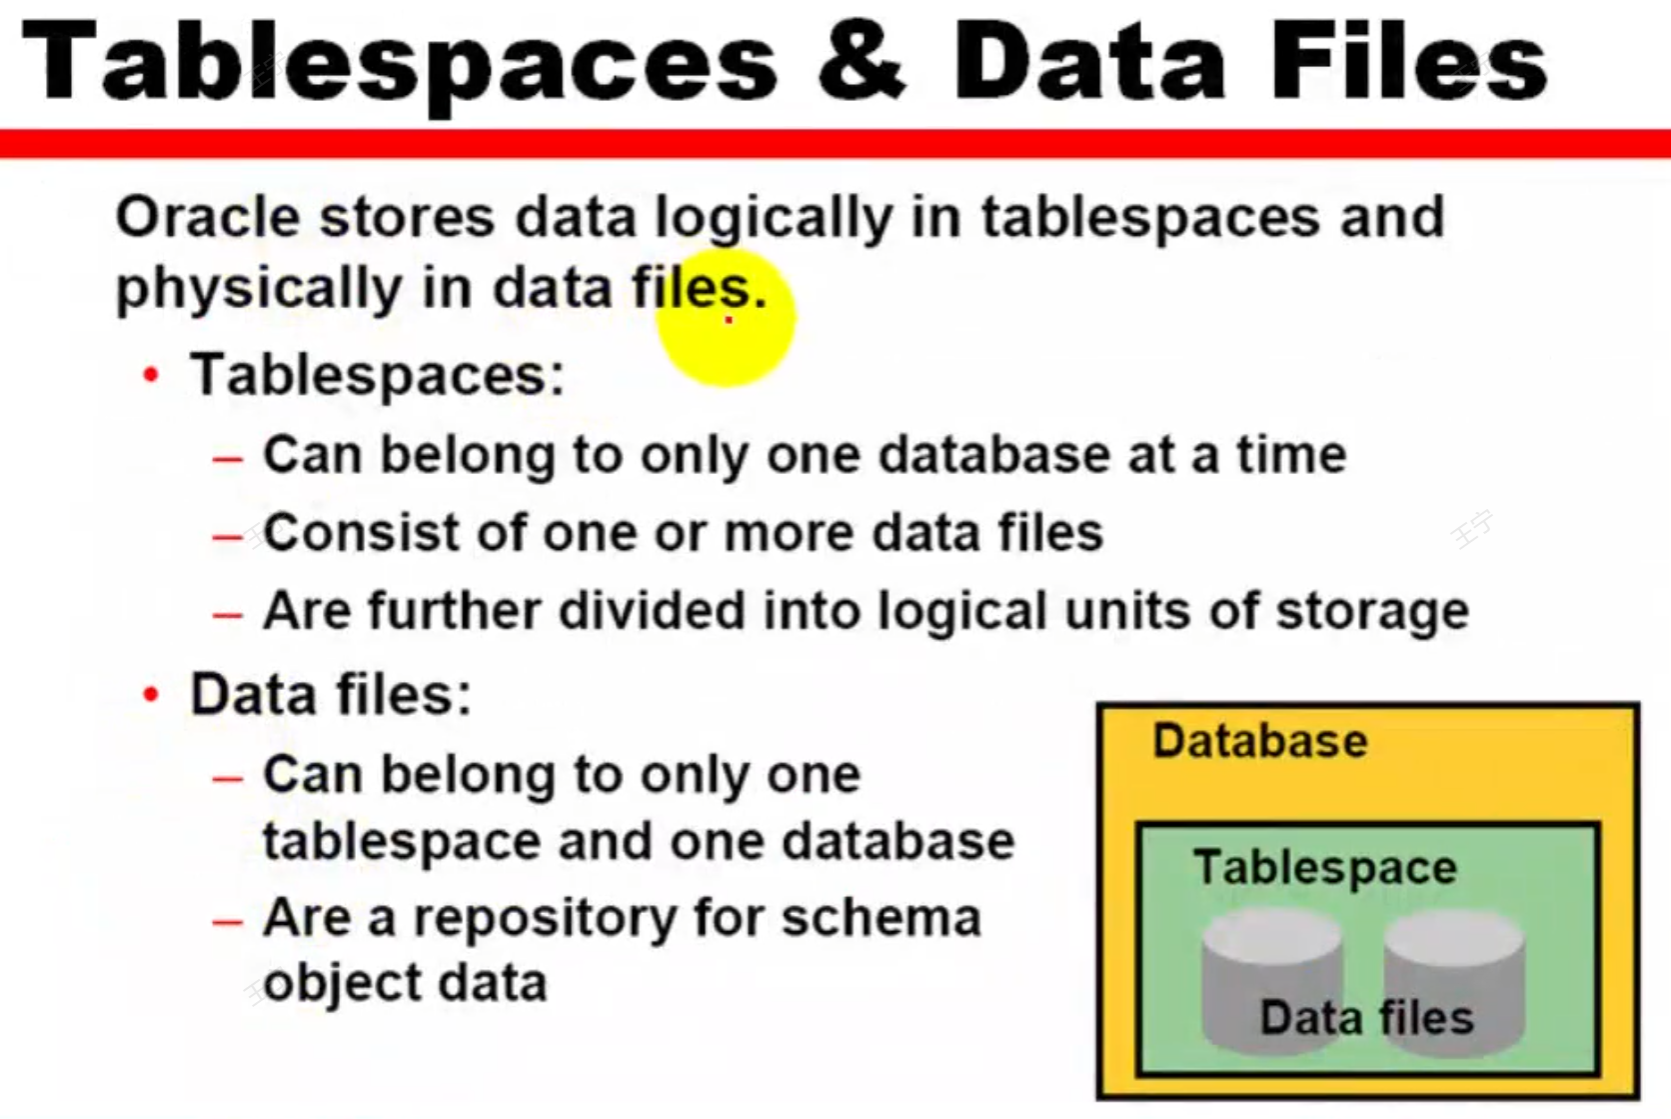 Tablespaces & Data Files
Oracle stores data logically in tablespaces and
physically in data files.
• Tablespaces:
– Can belong to only one database at a time
– Consist of one or more data files
– Are further divided into logical units of storage
• Data files:
– Can belong to only one
tablespace and one database
– Are a repository for schema
object data
Database
Tablespace
Data files
王宁